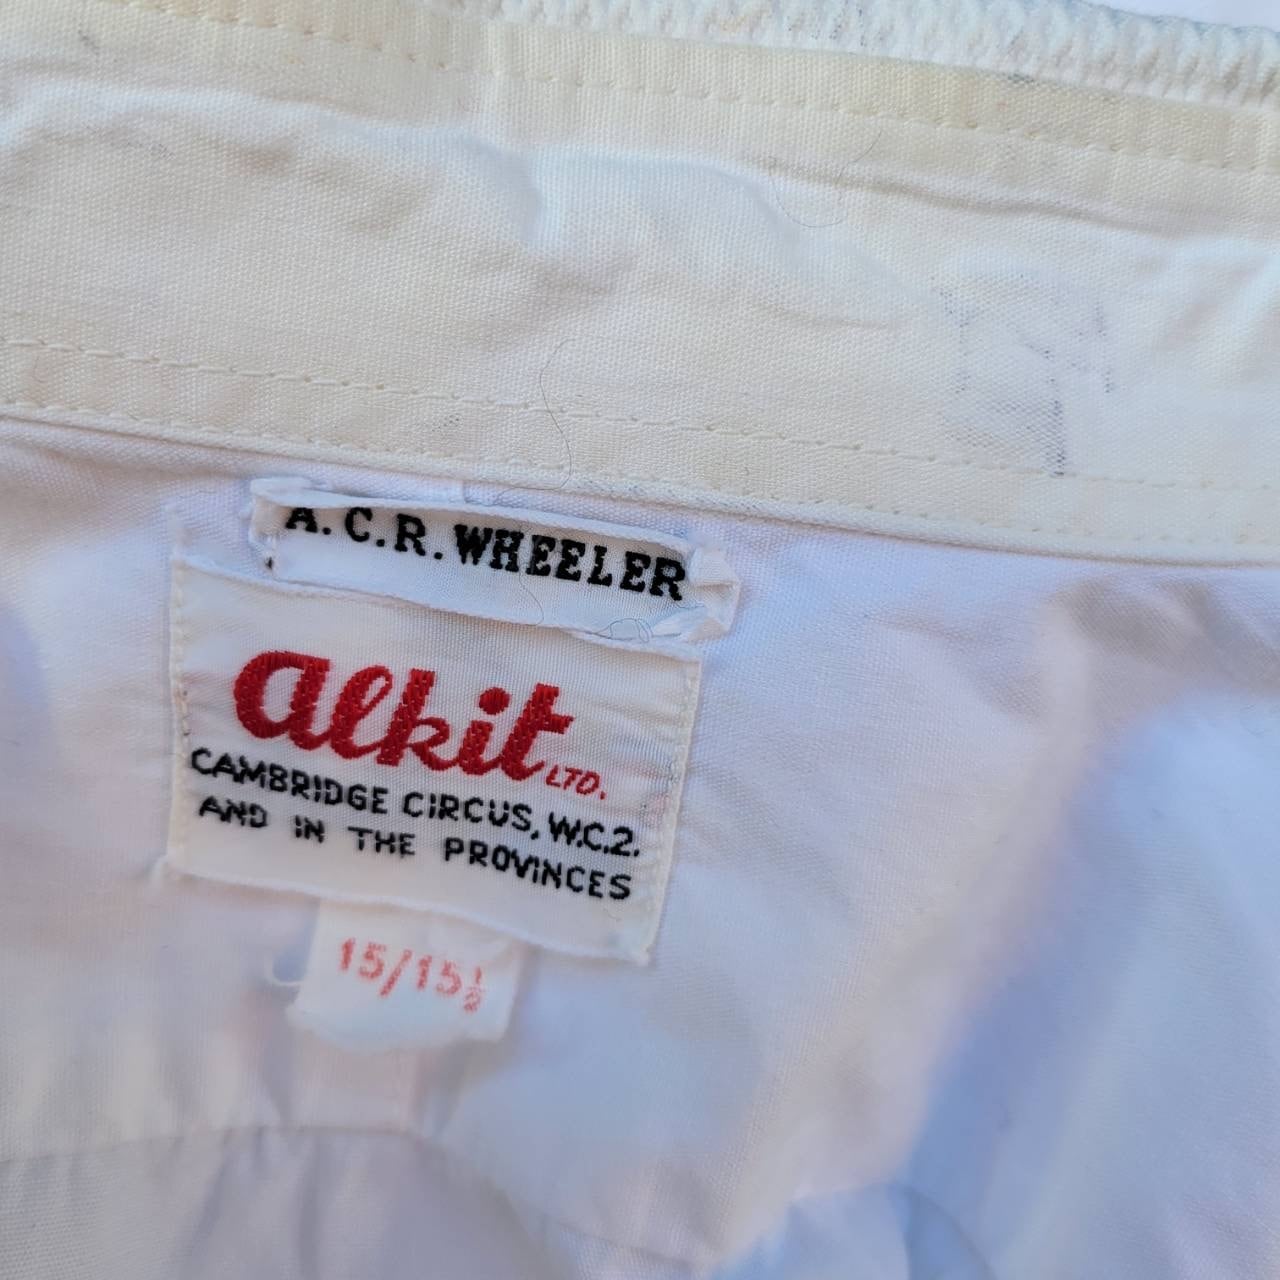 A.C.R. WHEELER
alkit LTD.
CAMBRIDGE CIRCUS, W.C.2.
AND IN THE PROVINCES
15/15½